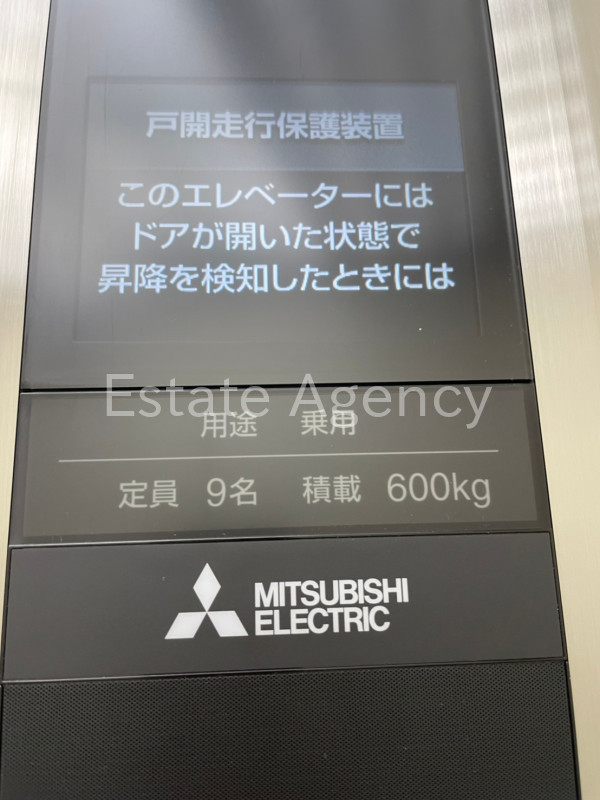 戸開走行保護装置
このエレベーターには
ドアが開いた状態で
昇降を検知したときには
Estate Agency
用途 乗用
定員 9名 積載 600kg
MITSUBISHI
ELECTRIC